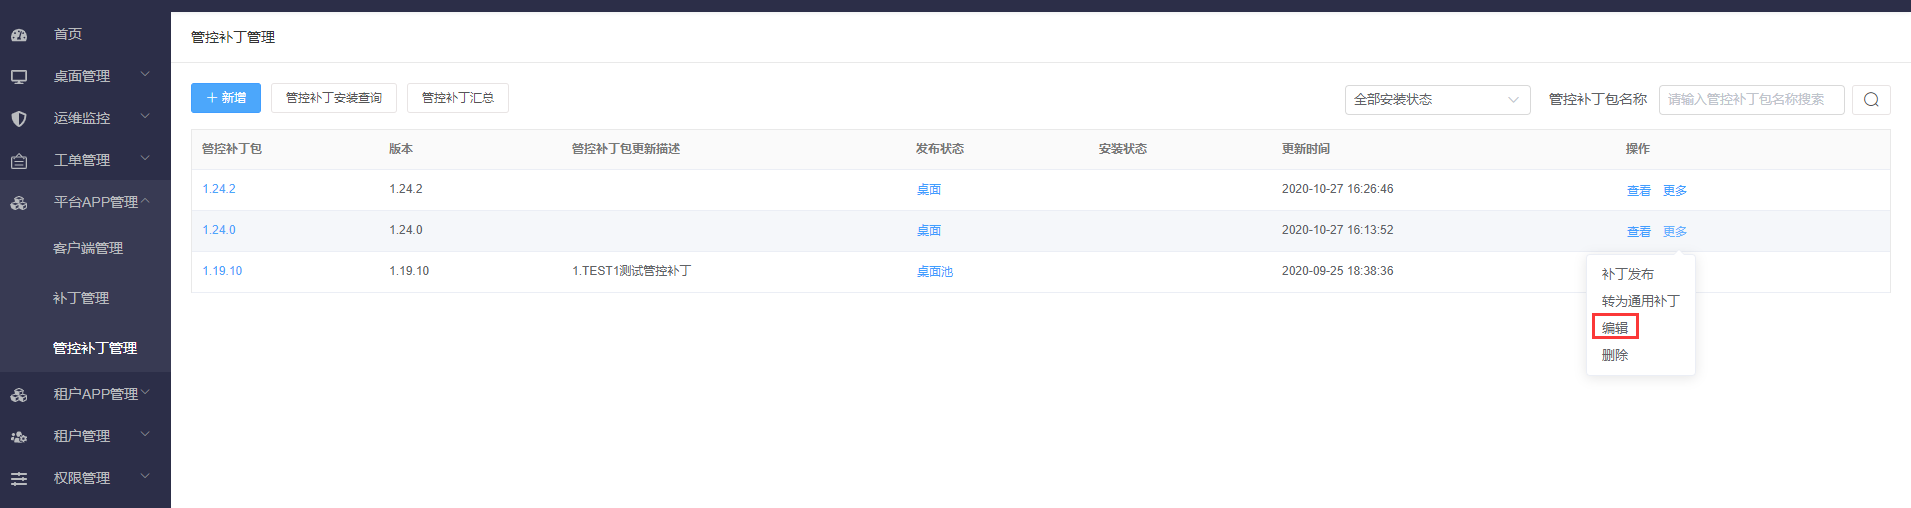 首页
桌面管理
运维监控
工单管理
平台APP管理
客户端管理
补丁管理
管控补丁管理
租户APP管理
租户管理
权限管理
管控补丁管理
新增 管控补丁安装查询 管控补丁汇总 全部安装状态 管控补丁包名称 请输入管控补丁包名称搜索
管控补丁包 版本 管控补丁包更新描述 发布状态 安装状态 更新时间 操作
1.24.2 1.24.2 桌面 2020-10-27 16:26:46 查看 更多
1.24.0 1.24.0 桌面 2020-10-27 16:13:52 查看 更多
1.19.10 1.19.10 1.TEST1测试管控补丁 桌面池 2020-09-25 18:38:36
补丁发布
转为通用补丁
编辑
删除